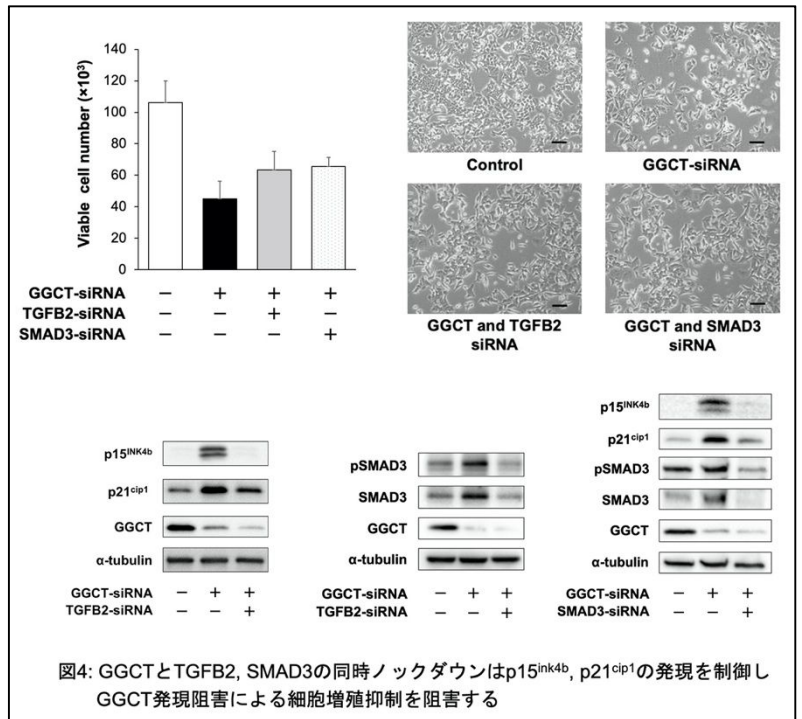 Viable cell number (×10³)
140
120
100
80
60
40
20
0
GGCT-siRNA − + + +
TGFB2-siRNA − − + −
SMAD3-siRNA − − − +
Control
GGCT-siRNA
GGCT and TGFB2
siRNA
GGCT and SMAD3
siRNA
p15INK4b
p21cip1
GGCT
α-tubulin
GGCT-siRNA − + +
TGFB2-siRNA − − +
pSMAD3
SMAD3
GGCT
α-tubulin
GGCT-siRNA − + +
TGFB2-siRNA − − +
p15INK4b
p21cip1
pSMAD3
SMAD3
GGCT
α-tubulin
GGCT-siRNA − + +
SMAD3-siRNA − − +
図4: GGCTとTGFB2, SMAD3の同時ノックダウンはp15ink4b, p21cip1の発現を制御し
GGCT発現阻害による細胞増殖抑制を阻害する